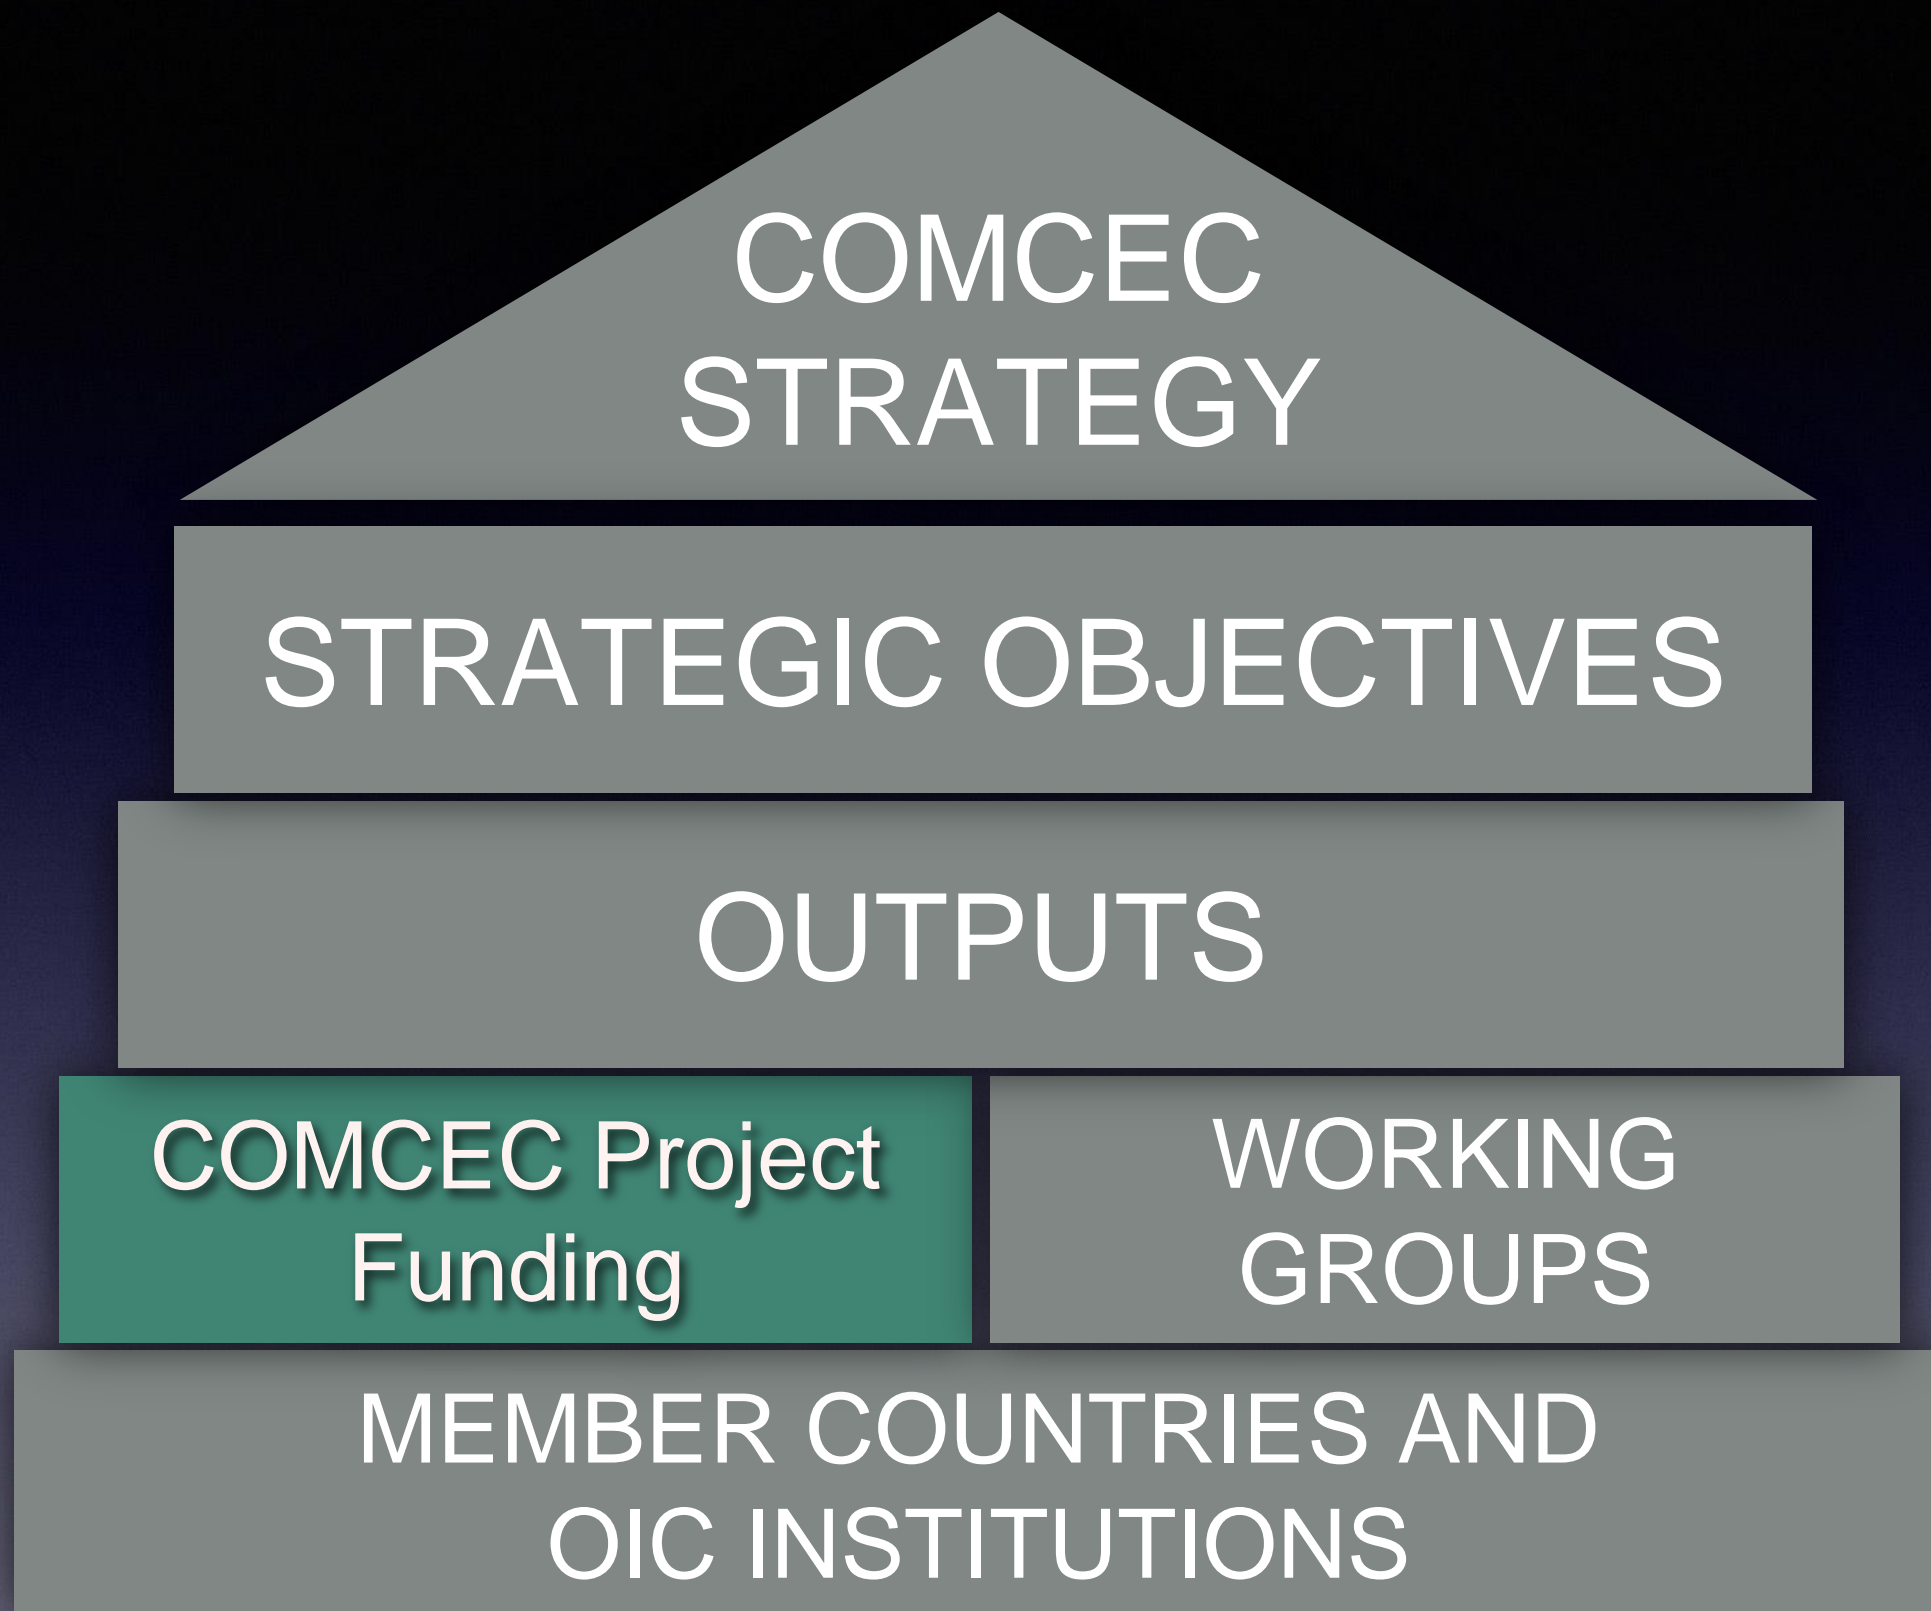 COMCEC
STRATEGY
STRATEGIC OBJECTIVES
OUTPUTS
COMCEC Project
Funding
WORKING
GROUPS
MEMBER COUNTRIES AND
OIC INSTITUTIONS